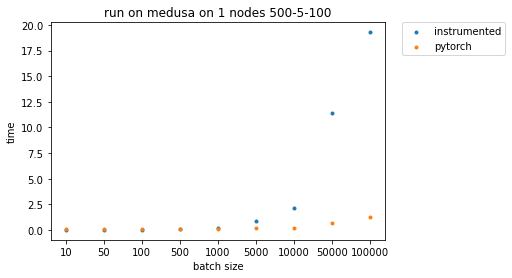 run on medusa on 1 nodes 500-5-100
20.0
17.5
15.0
12.5
10.0
7.5
5.0
2.5
0.0
time
10 50 100 500 1000 5000 10000 50000 100000
batch size
instrumented
pytorch